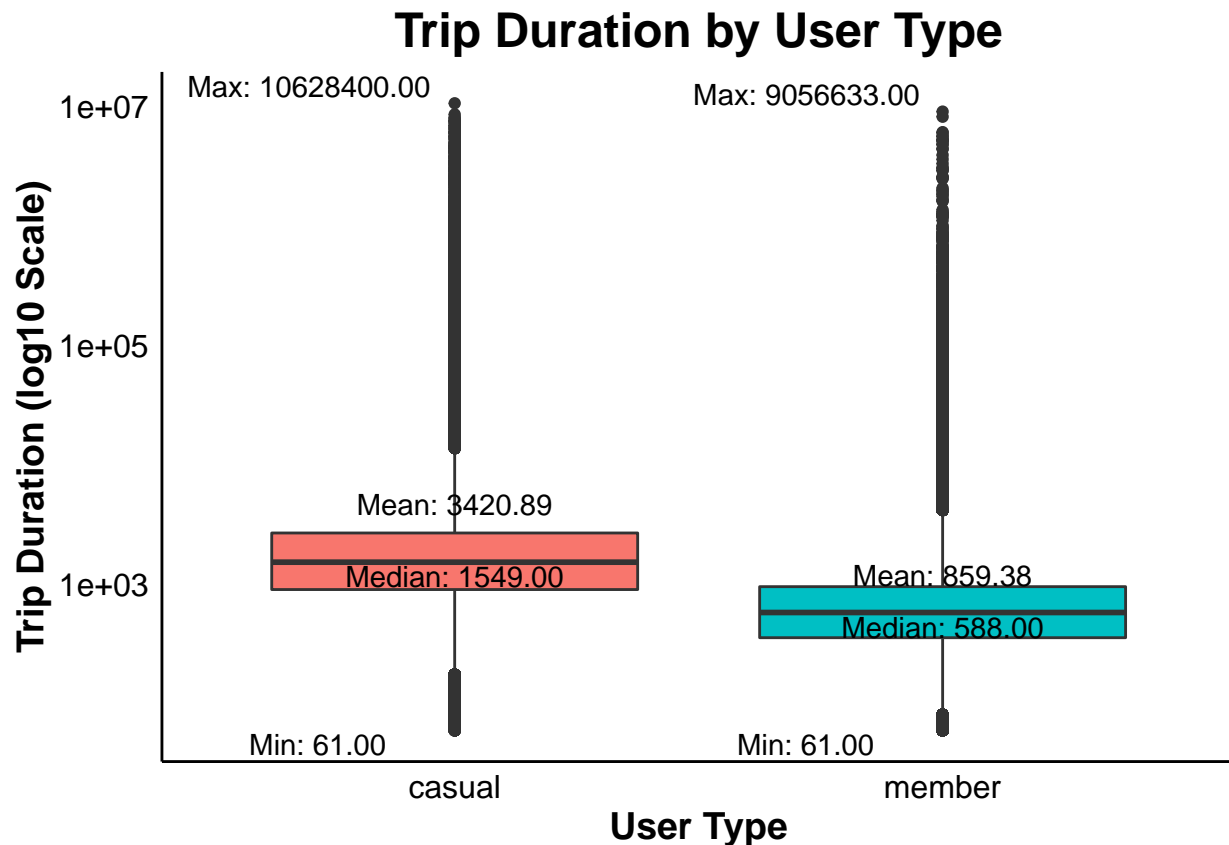 Trip Duration by User Type
Max: 10628400.00
Max: 9056633.00
1e+07
1e+05
1e+03
Trip Duration (log10 Scale)
Mean: 3420.89
Median: 1549.00
Mean: 859.38
Median: 588.00
Min: 61.00
Min: 61.00
casual
member
User Type